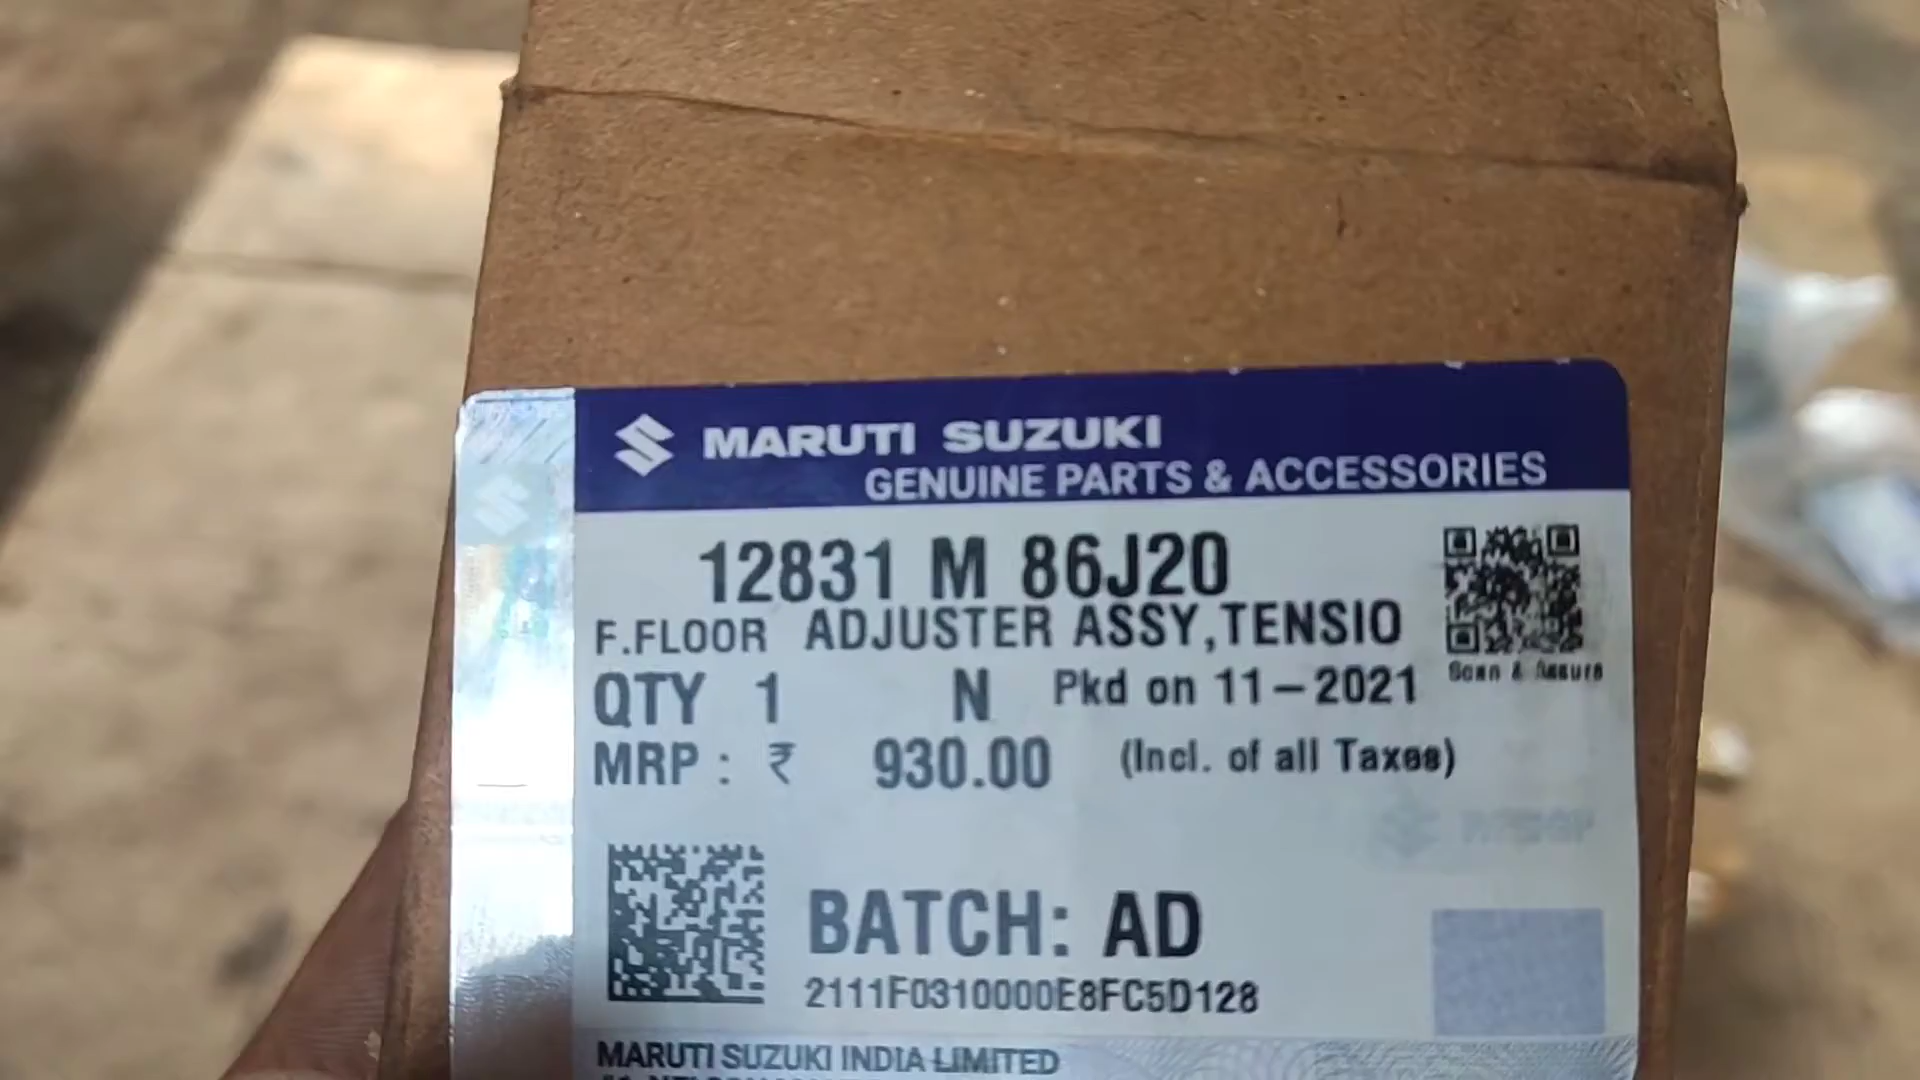 MARUTI SUZUKI
GENUINE PARTS & ACCESSORIES
12831 M 86J20
F.FLOOR ADJUSTER ASSY,TENSIO
Scan & Assure
QTY 1 N Pkd on 11-2021
MRP : ₹ 930.00 (Incl. of all Taxes)
BATCH: AD
2111F0310000E8FC5D128
MARUTI SUZUKI INDIA LIMITED